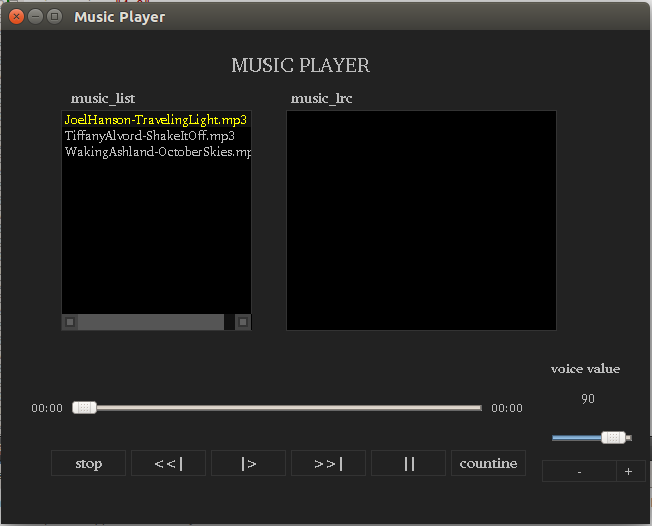 Music Player
MUSIC PLAYER
music_list
music_lrc
JoelHanson-TravelingLight.mp3
TiffanyAlvord-ShakeItOff.mp3
WakingAshland-OctoberSkies.mp
00:00
00:00
voice value
90
stop
<<|
|>
>>|
||
countine
-
+